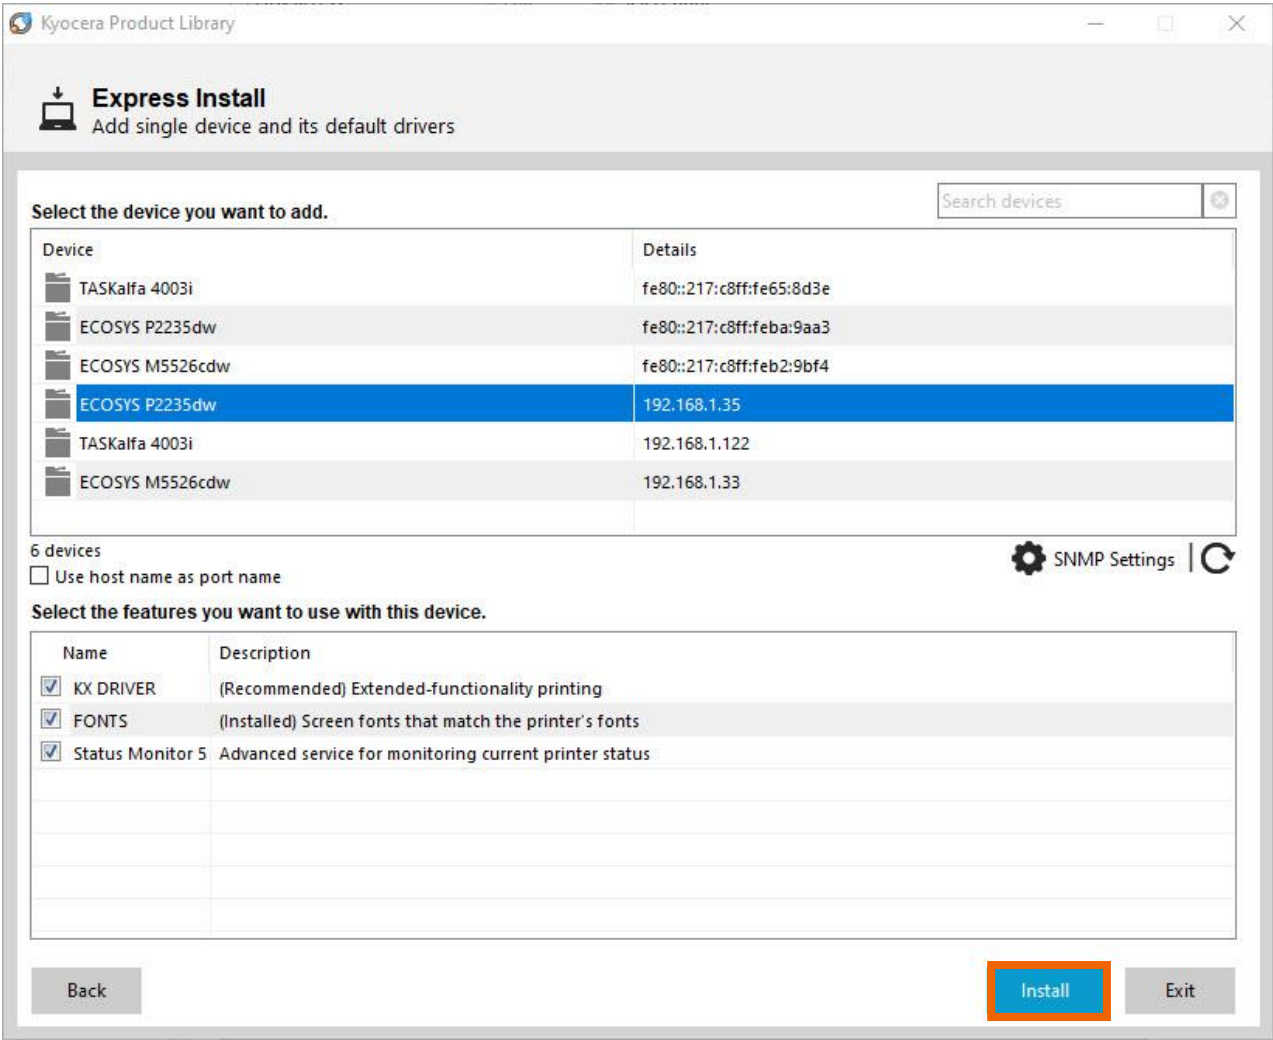 Kyocera Product Library
Express Install
Add single device and its default drivers
Select the device you want to add.
Search devices
Device Details
TASKalfa 4003i fe80::217:c8ff:fe65:8d3e
ECOSYS P2235dw fe80::217:c8ff:feba:9aa3
ECOSYS M5526cdw fe80::217:c8ff:feb2:9bf4
ECOSYS P2235dw 192.168.1.35
TASKalfa 4003i 192.168.1.122
ECOSYS M5526cdw 192.168.1.33
6 devices
SNMP Settings
Use host name as port name
Select the features you want to use with this device.
Name Description
KX DRIVER (Recommended) Extended-functionality printing
FONTS (Installed) Screen fonts that match the printer's fonts
Status Monitor 5 Advanced service for monitoring current printer status
Back Install Exit